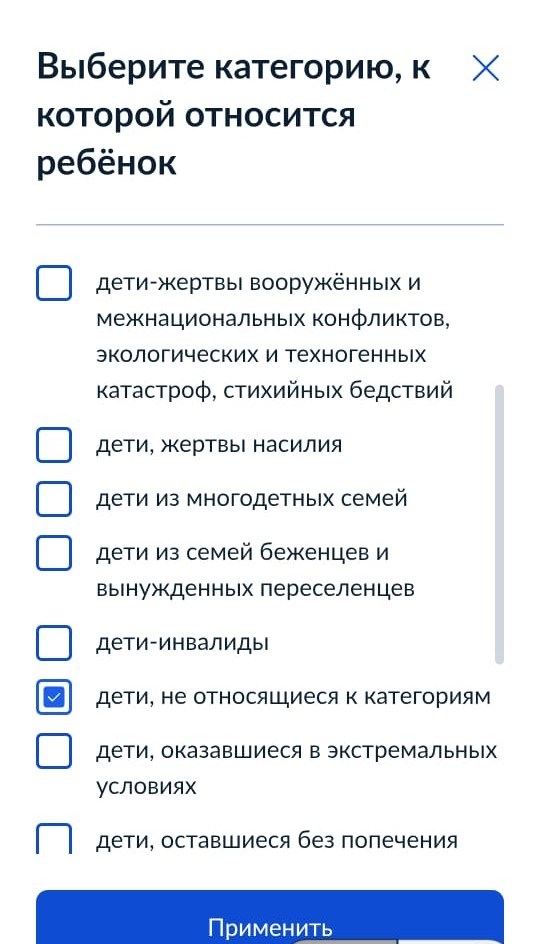 Выберите категорию, к
которой относится
ребёнок
дети-жертвы вооружённых и
межнациональных конфликтов,
экологических и техногенных
катастроф, стихийных бедствий
дети, жертвы насилия
дети из многодетных семей
дети из семей беженцев и
вынужденных переселенцев
дети-инвалиды
дети, не относящиеся к категориям
дети, оказавшиеся в экстремальных
условиях
дети, оставшиеся без попечения
Применить